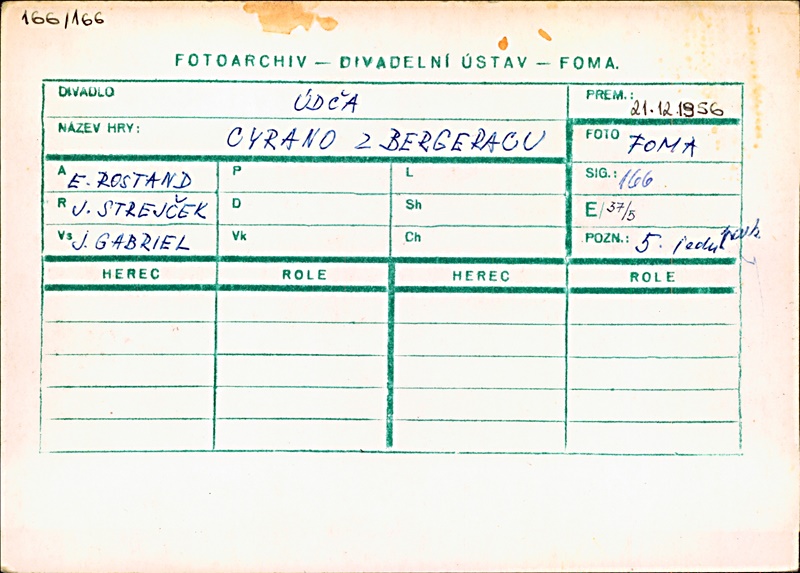 166/166
FOTOARCHIV — DIVADELNÍ ÚSTAV — FOMA.
DIVADLO ÚDČA PREM.: 21.12.1956
NÁZEV HRY: CYRANO Z BERGERACU FOTO FOMA
A E. ROSTAND P L SIG.: 166
R J. STREJČEK D Sh E/37/5
Vs J. GABRIEL Vk Ch POZN.: 5. jedn
HEREC ROLE HEREC ROLE